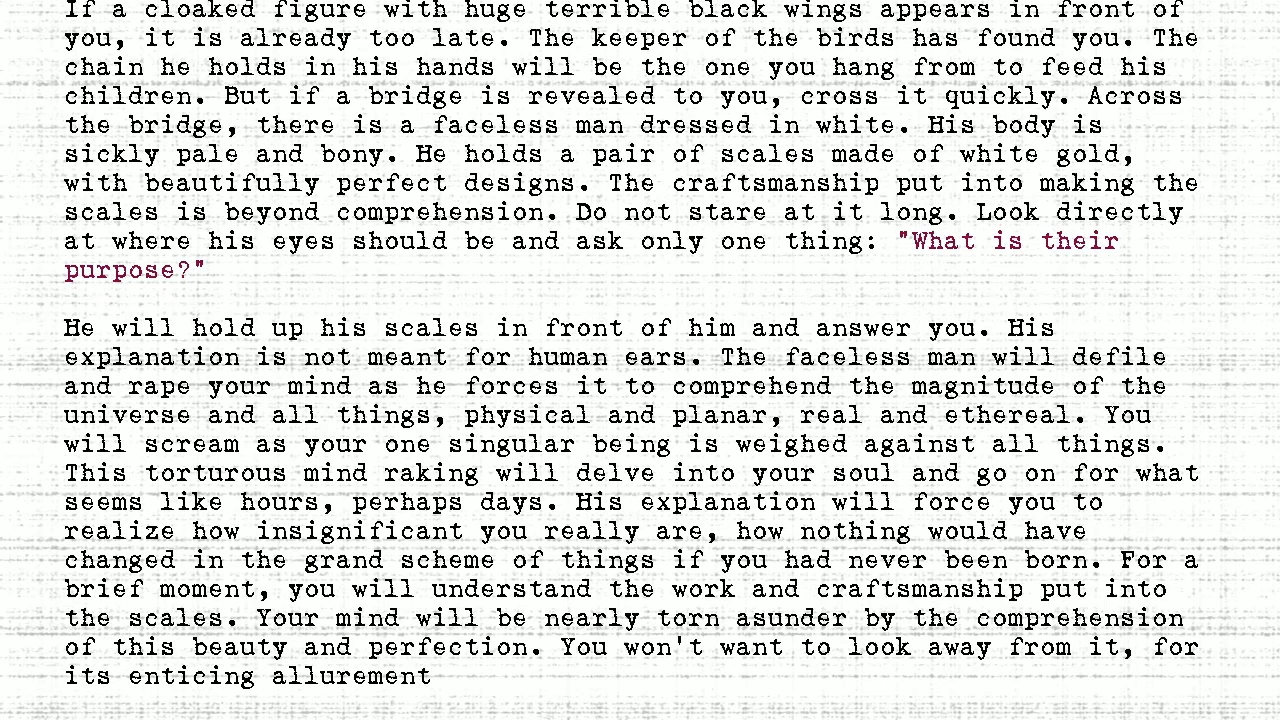 If a cloaked figure with huge terrible black wings appears in front of
you, it is already too late. The keeper of the birds has found you. The
chain he holds in his hands will be the one you hang from to feed his
children. But if a bridge is revealed to you, cross it quickly. Across
the bridge, there is a faceless man dressed in white. His body is
sickly pale and bony. He holds a pair of scales made of white gold,
with beautifully perfect designs. The craftsmanship put into making the
scales is beyond comprehension. Do not stare at it long. Look directly
at where his eyes should be and ask only one thing: "What is their
purpose?"
He will hold up his scales in front of him and answer you. His
explanation is not meant for human ears. The faceless man will defile
and rape your mind as he forces it to comprehend the magnitude of the
universe and all things, physical and planar, real and ethereal. You
will scream as your one singular being is weighed against all things.
This torturous mind raking will delve into your soul and go on for what
seems like hours, perhaps days. His explanation will force you to
realize how insignificant you really are, how nothing would have
changed in the grand scheme of things if you had never been born. For a
brief moment, you will understand the work and craftsmanship put into
the scales. Your mind will be nearly torn asunder by the comprehension
of this beauty and perfection. You won't want to look away from it, for
its enticing allurement